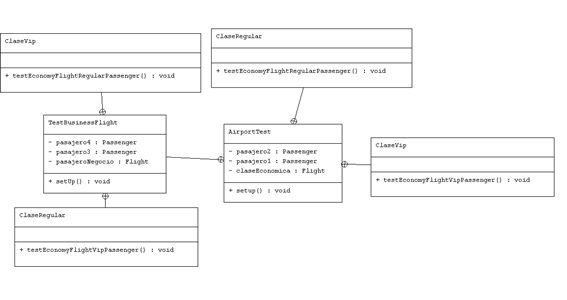 ClaseVip
+ testEconomyFlightRegularPassenger() : void
ClaseRegular
+ testEconomyFlightRegularPassenger() : void
TestBusinessFlight
- pasajero4 : Passenger
- pasajero3 : Passenger
- pasajeroNegocio : Flight
+ setUp() : void
AirportTest
- pasajero2 : Passenger
- pasajero1 : Passenger
- claseEconomica : Flight
+ setup() : void
ClaseVip
+ testEconomyFlightVipPassenger() : void
ClaseRegular
+ testEconomyFlightVipPassenger() : void